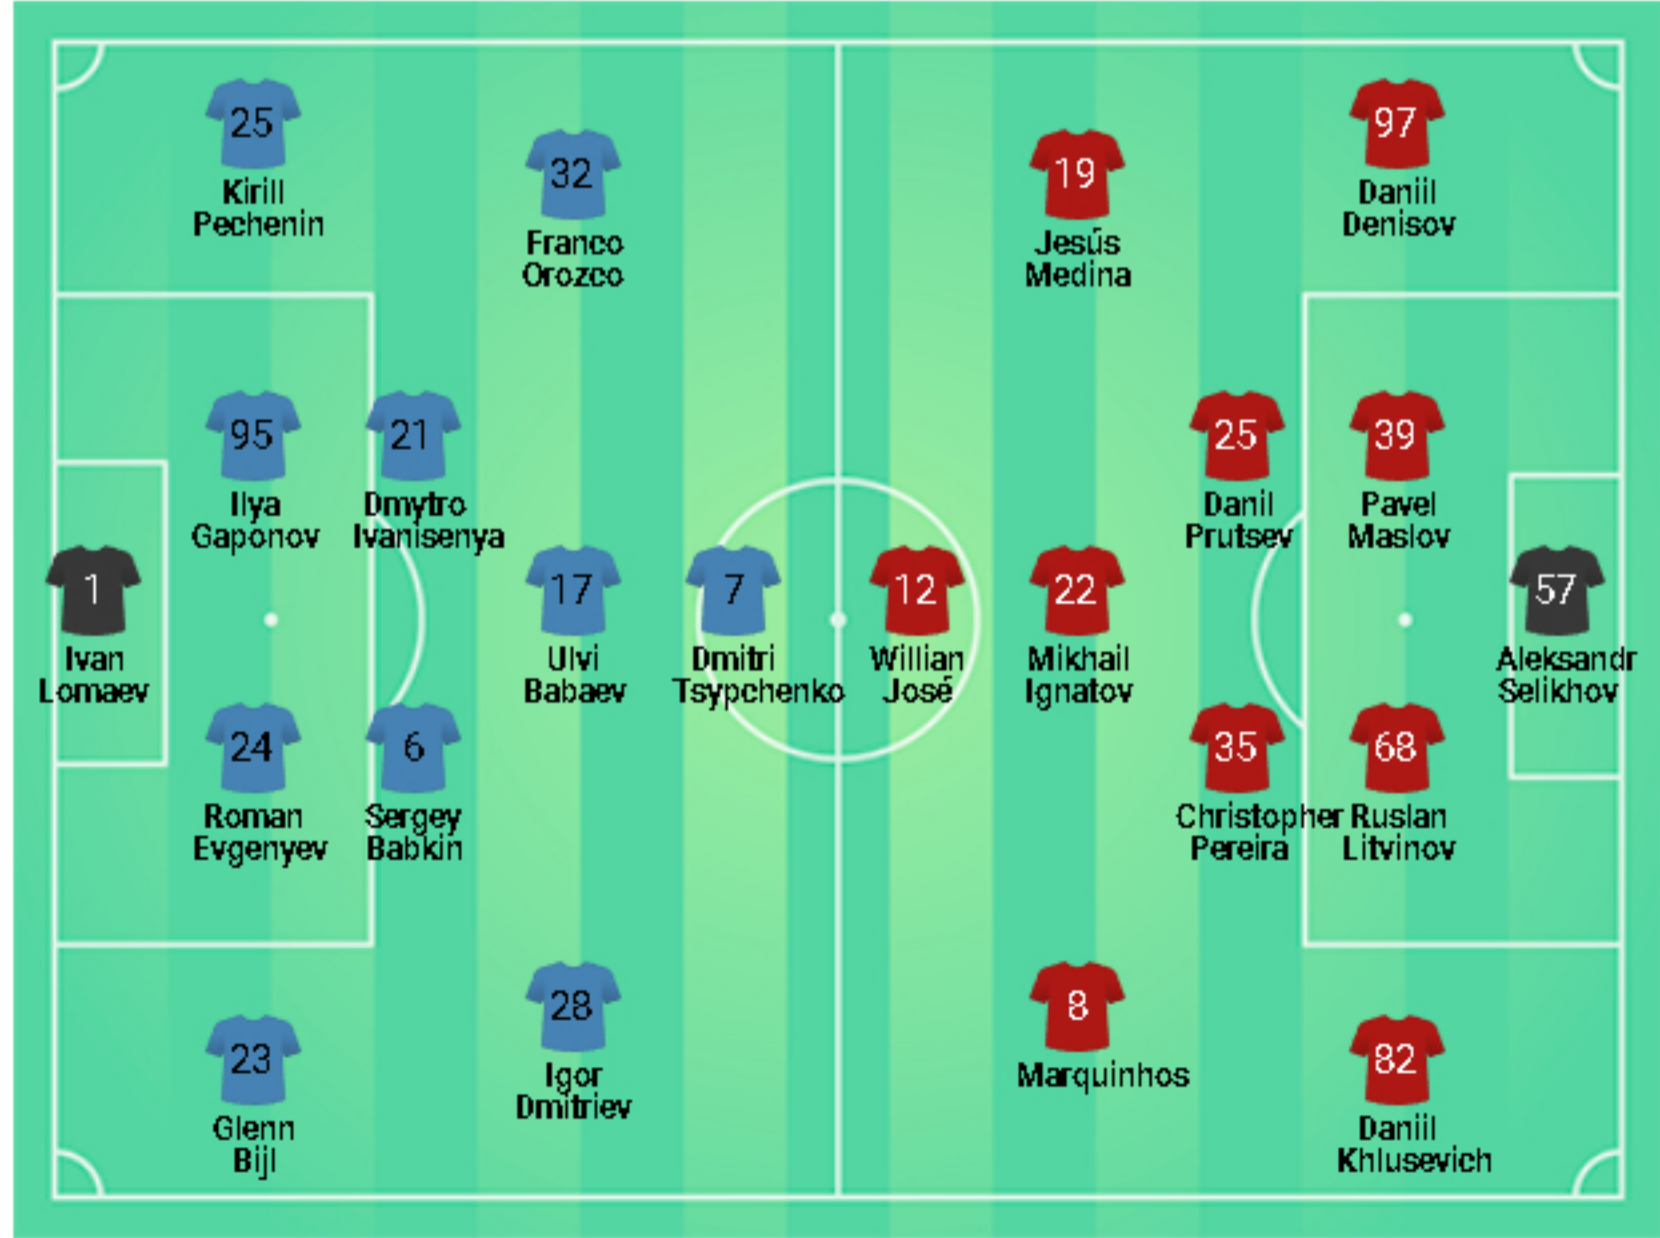 25
Kirill
Pechenin
32
Franco
Orozco
19
Jesús
Medina
97
Daniil
Denisov
95
Ilya
Gaponov
21
Dmytro
Ivanisenya
25
Danil
Prutsev
39
Pavel
Maslov
1
Ivan
Lomaev
17
Ulvi
Babaev
7
Dmitri
Tsypchenko
12
Willian
José
22
Mikhail
Ignatov
57
Aleksandr
Selikhov
24
Roman
Evgenyev
6
Sergey
Babkin
35
Christopher
Pereira
68
Ruslan
Litvinov
28
Igor
Dmitriev
8
Marquinhos
23
Glenn
Bijl
82
Daniil
Khlusevich